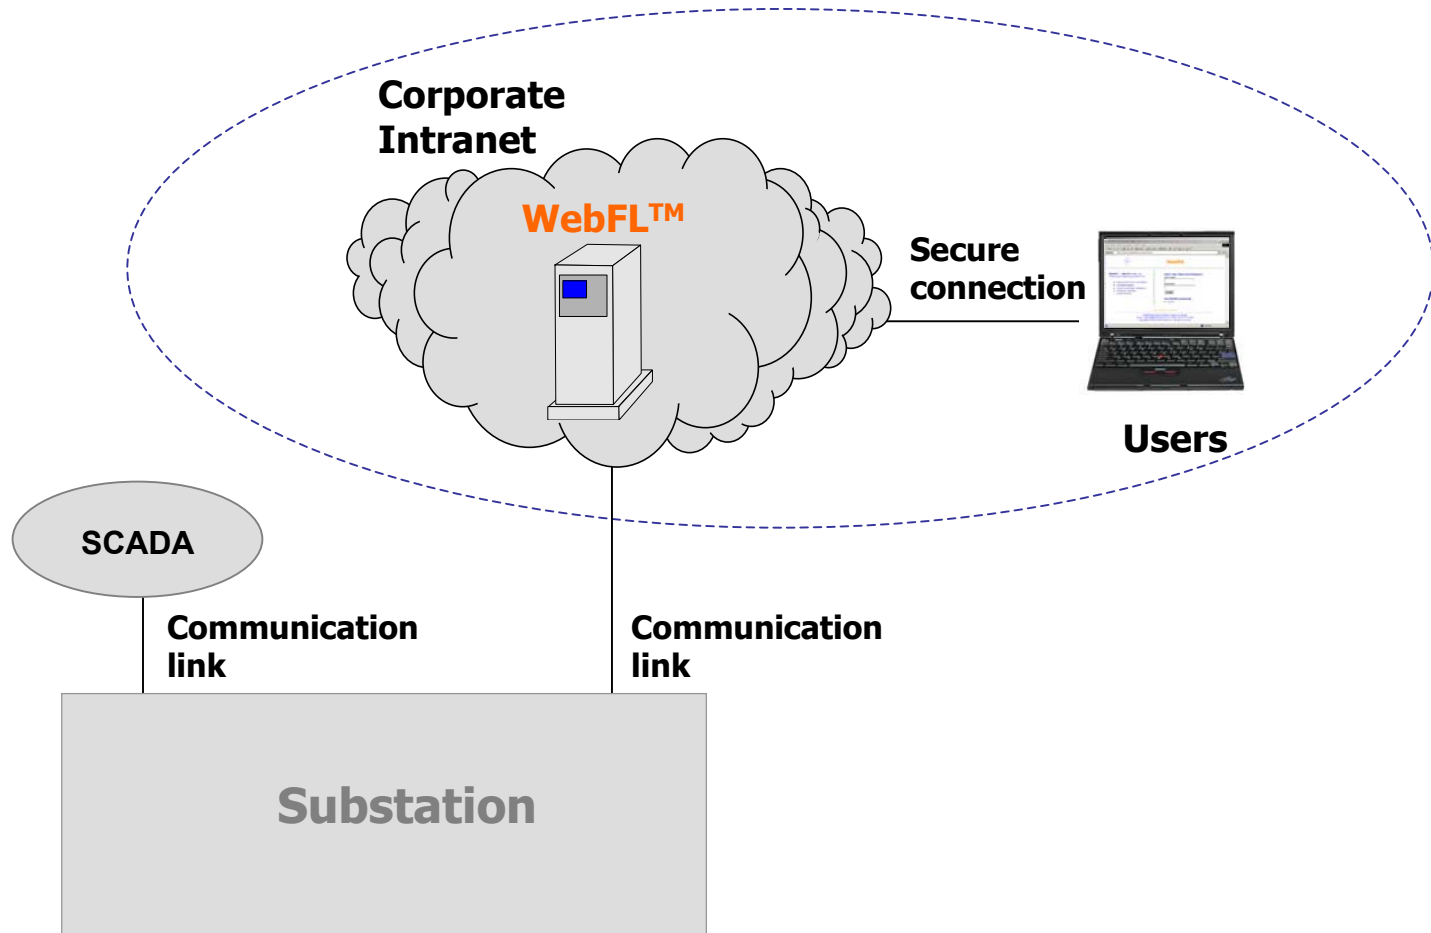 Corporate
Intranet
WebFL™
Secure
connection
Users
SCADA
Communication
link
Communication
link
Substation